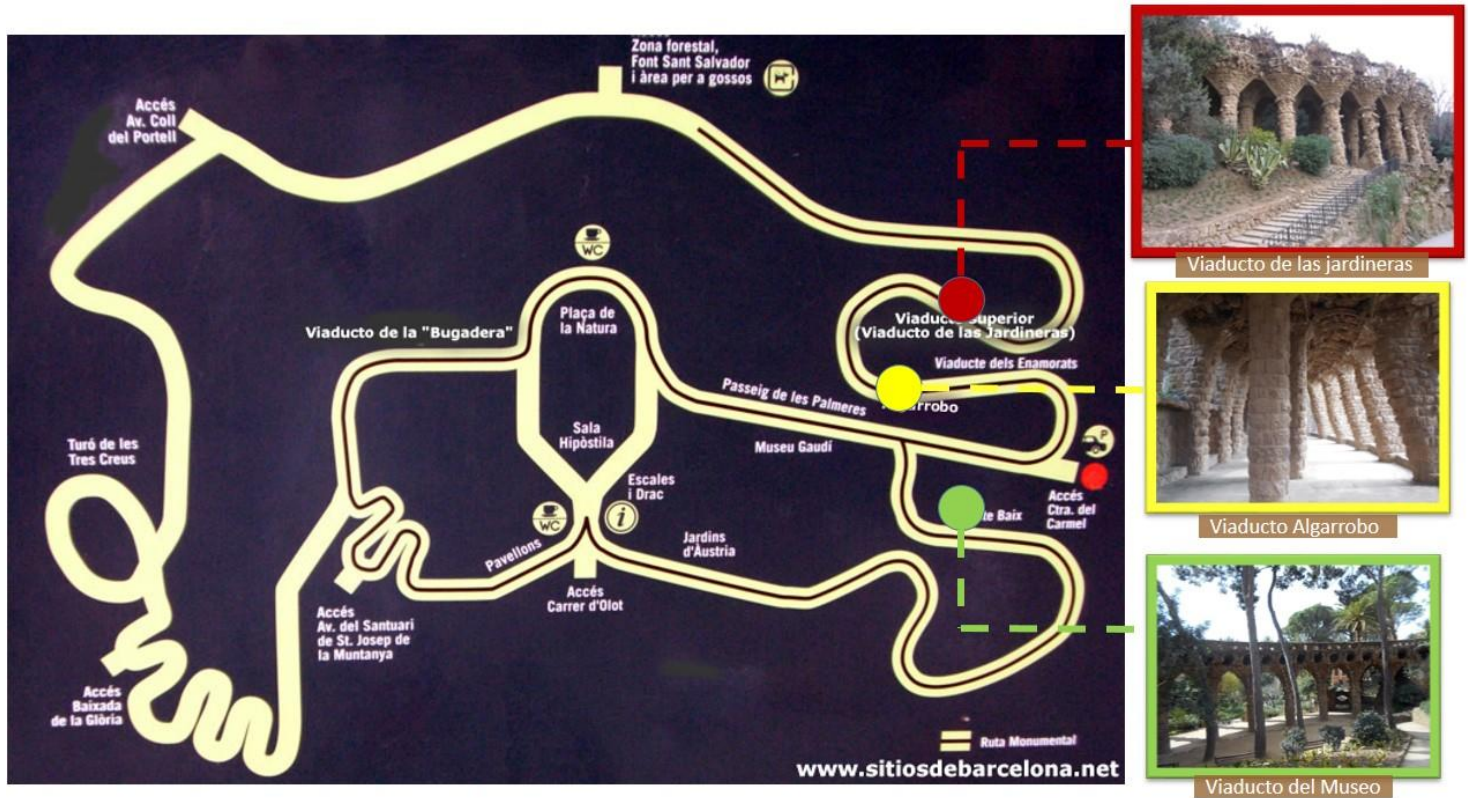 Zona forestal,
Font Sant Salvador
i àrea per a gossos
Accés
Av. Coll
del Portell
WC
Plaça de
la Natura
Viaducto de la "Bugadera"
Superior
(Viaducto de las Jardineras)
Viaducte dels Enamorats
Passeig de les Palmeres
Museu Gaudí
Sala
Hipòstila
Turó de les
Tres Creus
Escales
i Drac
P
Accés
Ctra. del
Carmel
WC
i
Baix
Jardins
d'Àustria
Pavellons
Accés
Carrer d'Olot
Accés
Av. del Santuari
de St. Josep de
la Muntanya
Accés
Baixada
de la Glòria
Ruta Monumental
www.sitiosdebarcelona.net
Viaducto de las jardineras
Viaducto Algarrobo
Viaducto del Museo